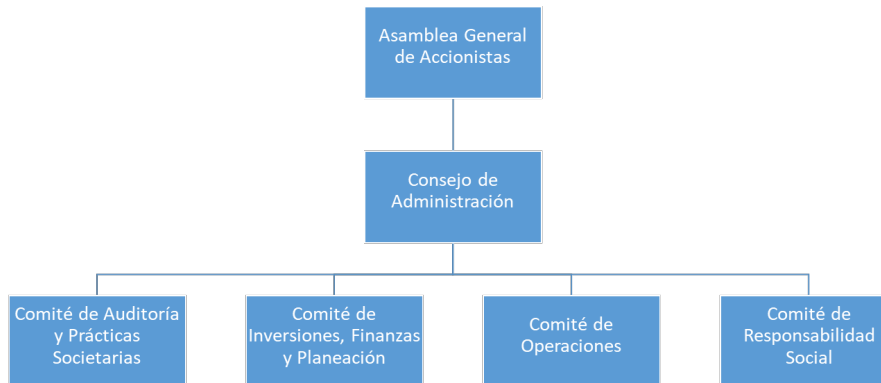 Asamblea General
de Accionistas
Consejo de
Administración
Comité de Auditoría
y Prácticas
Societarias
Comité de
Inversiones, Finanzas
y Planeación
Comité de
Operaciones
Comité de
Responsabilidad
Social